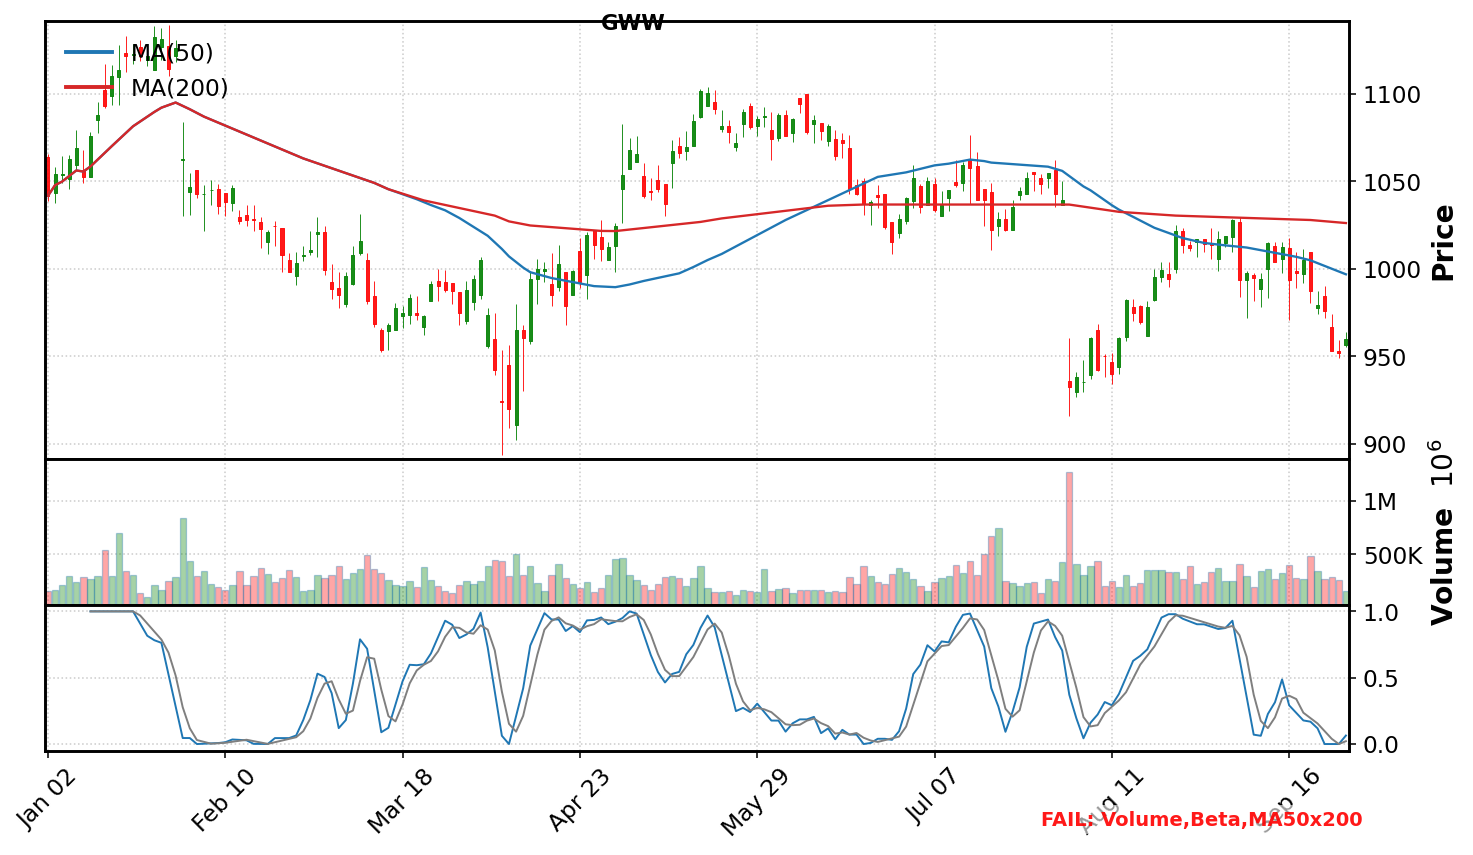 GWW
MA(50)
MA(200)
1100
1050
1000
950
900
Price
1M
500K
Volume 10^6
1.0
0.5
0.0
Jan 02
Feb 10
Mar 18
Apr 23
May 29
Jul 07
Aug 11
Sep 16
FAIL: Volume,Beta,MA50x200